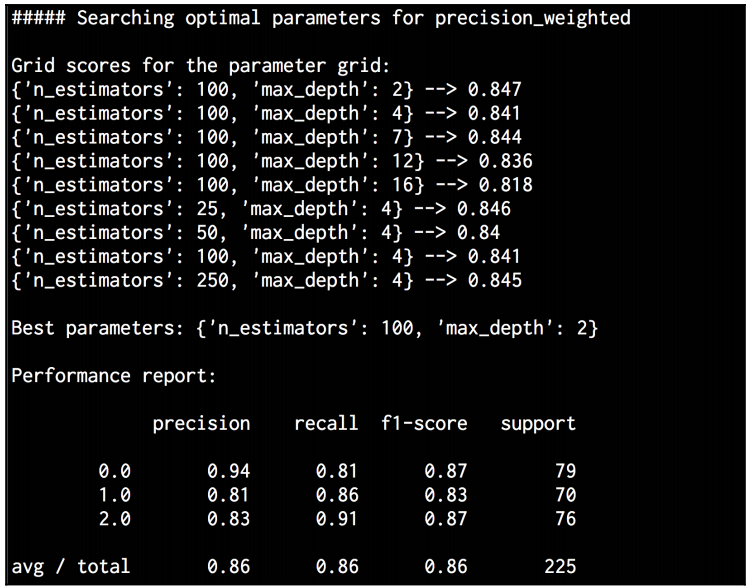 ##### Searching optimal parameters for precision_weighted
Grid scores for the parameter grid:
{'n_estimators': 100, 'max_depth': 2} --> 0.847
{'n_estimators': 100, 'max_depth': 4} --> 0.841
{'n_estimators': 100, 'max_depth': 7} --> 0.844
{'n_estimators': 100, 'max_depth': 12} --> 0.836
{'n_estimators': 100, 'max_depth': 16} --> 0.818
{'n_estimators': 25, 'max_depth': 4} --> 0.846
{'n_estimators': 50, 'max_depth': 4} --> 0.84
{'n_estimators': 100, 'max_depth': 4} --> 0.841
{'n_estimators': 250, 'max_depth': 4} --> 0.845
Best parameters: {'n_estimators': 100, 'max_depth': 2}
Performance report:
precision recall f1-score support
0.0 0.94 0.81 0.87 79
1.0 0.81 0.86 0.83 70
2.0 0.83 0.91 0.87 76
avg / total 0.86 0.86 0.86 225